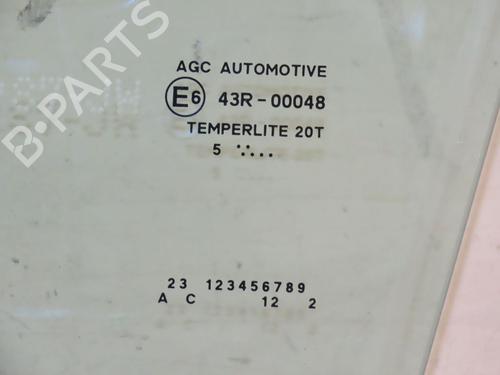 B-PARTS
AGC AUTOMOTIVE
E6 43R-00048
TEMPERLITE 20T
5
23 123456789
A C 12 2